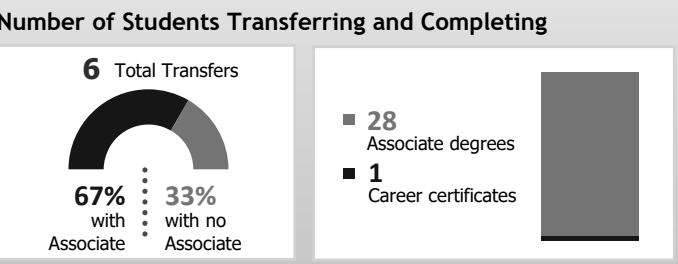 Number of Students Transferring and Completing
6 Total Transfers
67%
with
Associate
33%
with no
Associate
28
Associate degrees
1
Career certificates